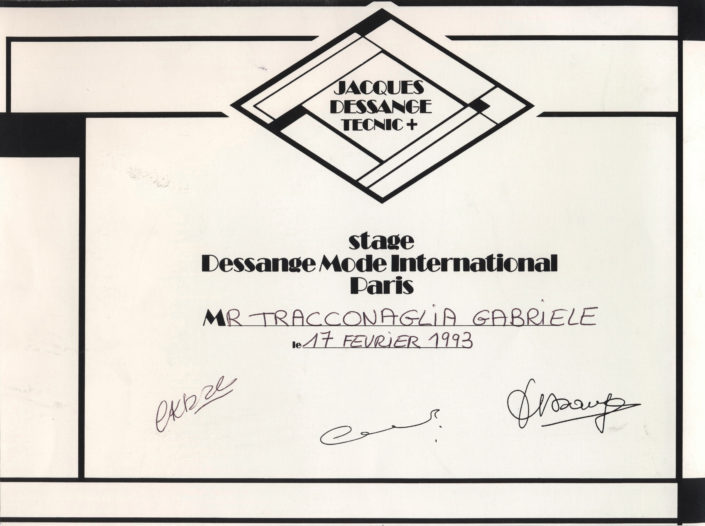 JACQUES
DESSANGE
TECNIC +
stage
Dessange Mode International
Paris
MR TRACCONAGLIA GABRIELE
le 17 FEVRIER 1993